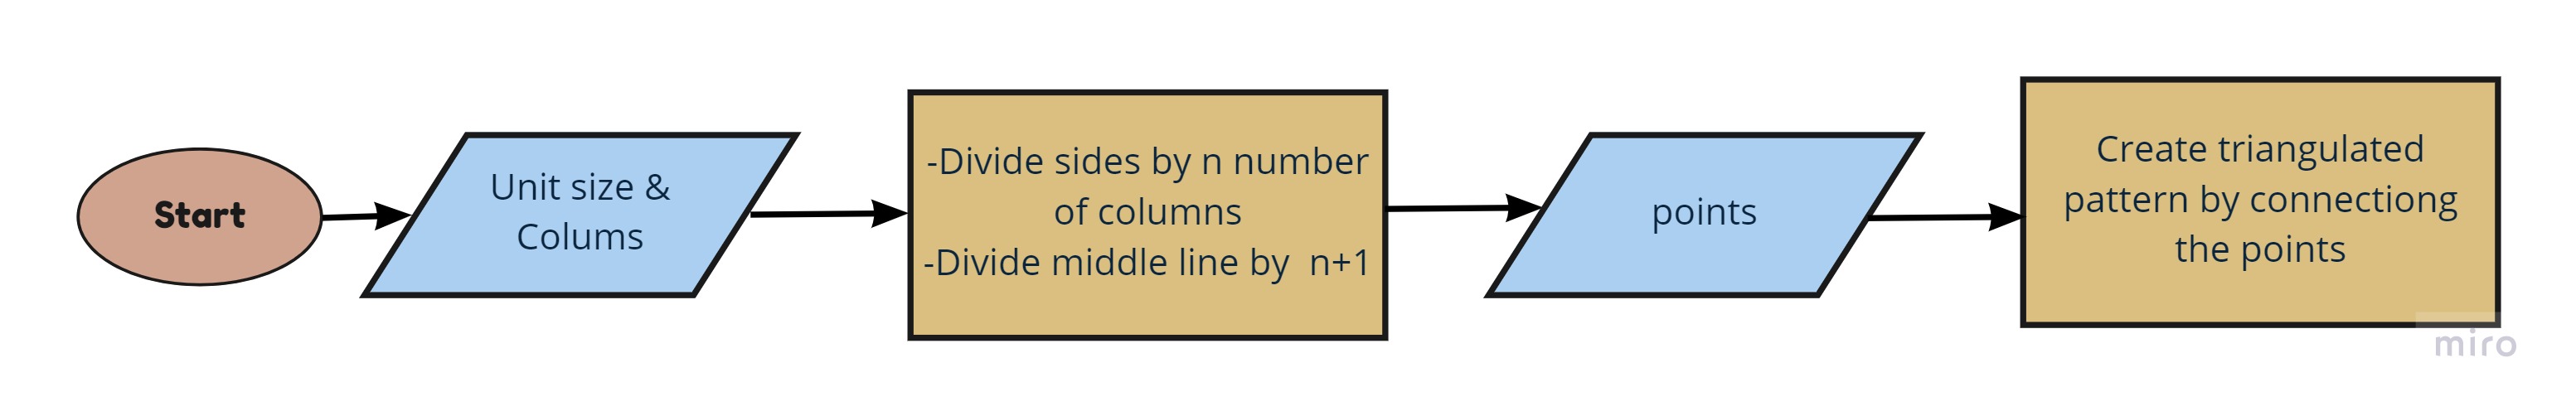 Start
Unit size &
Colums
-Divide sides by n number
of columns
-Divide middle line by  n+1
points
Create triangulated
pattern by connectiong
the points
miro